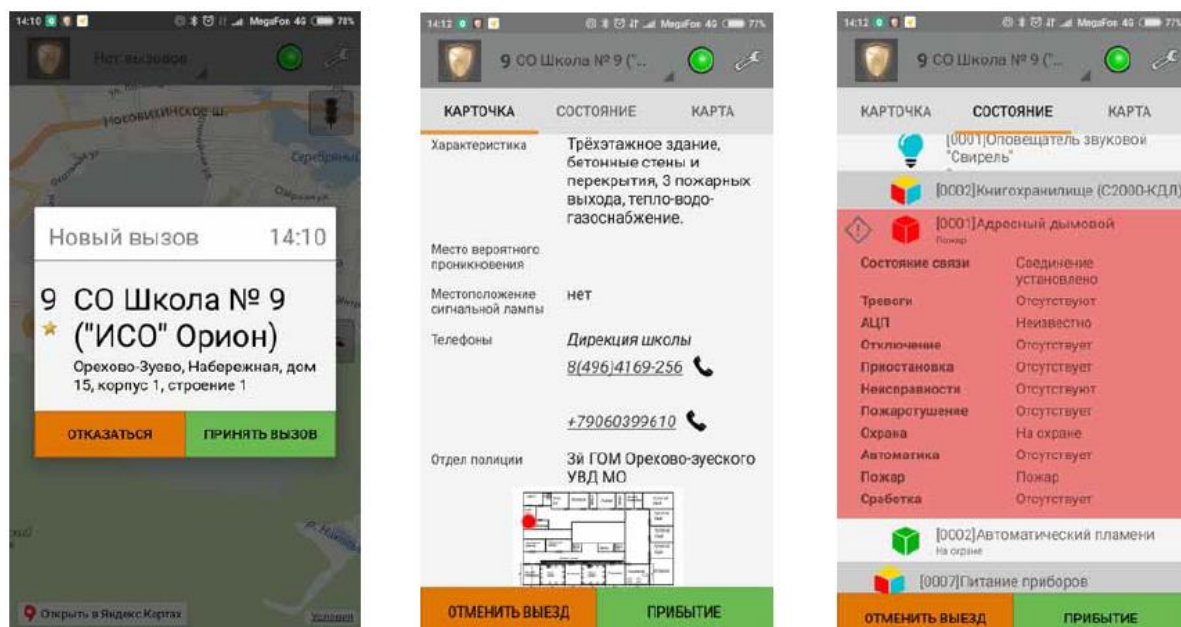 14:10
MegaFon 4G
78%
Нет вызовов
Носовихинское ш.
Новый вызов
14:10
9 СО Школа № 9
("ИСО" Орион)
Орехово-Зуево, Набережная, дом
15, корпус 1, строение 1
ОТКАЗАТЬСЯ
ПРИНЯТЬ ВЫЗОВ
Открыть в Яндекс.Картах
Условия
14:12
MegaFon 4G
77%
9 СО Школа № 9 ("...
КАРТОЧКА
СОСТОЯНИЕ
КАРТА
Характеристика
Трёхэтажное здание,
бетонные стены и
перекрытия, 3 пожарных
выхода, тепло-водо-
газоснабжение.
Место вероятного
проникновения
Местоположение
сигнальной лампы
нет
Телефоны
Дирекция школы
8(496)4169-256
+79060399610
Отдел полиции
3й ГОМ Орехово-зуеского
УВД МО
ОТМЕНИТЬ ВЫЕЗД
ПРИБЫТИЕ
14:12
MegaFon 4G
77%
9 СО Школа № 9 ("...
КАРТОЧКА
СОСТОЯНИЕ
КАРТА
[0001]Оповещатель звуковой
"Свирель"
[0002]Книгохранилище (С2000-КДЛ)
[0001]Адресный дымовой
Пожар
Состояние связи
Соединение
установлено
Тревоги
Отсутствуют
АЦП
Неизвестно
Отключение
Отсутствует
Приостановка
Отсутствует
Неисправности
Отсутствуют
Пожаротушение
Отсутствует
Охрана
На охране
Автоматика
Отсутствует
Пожар
Пожар
Сработка
Отсутствует
[0002]Автоматический пламени
На охране
[0007]Питание приборов
ОТМЕНИТЬ ВЫЕЗД
ПРИБЫТИЕ